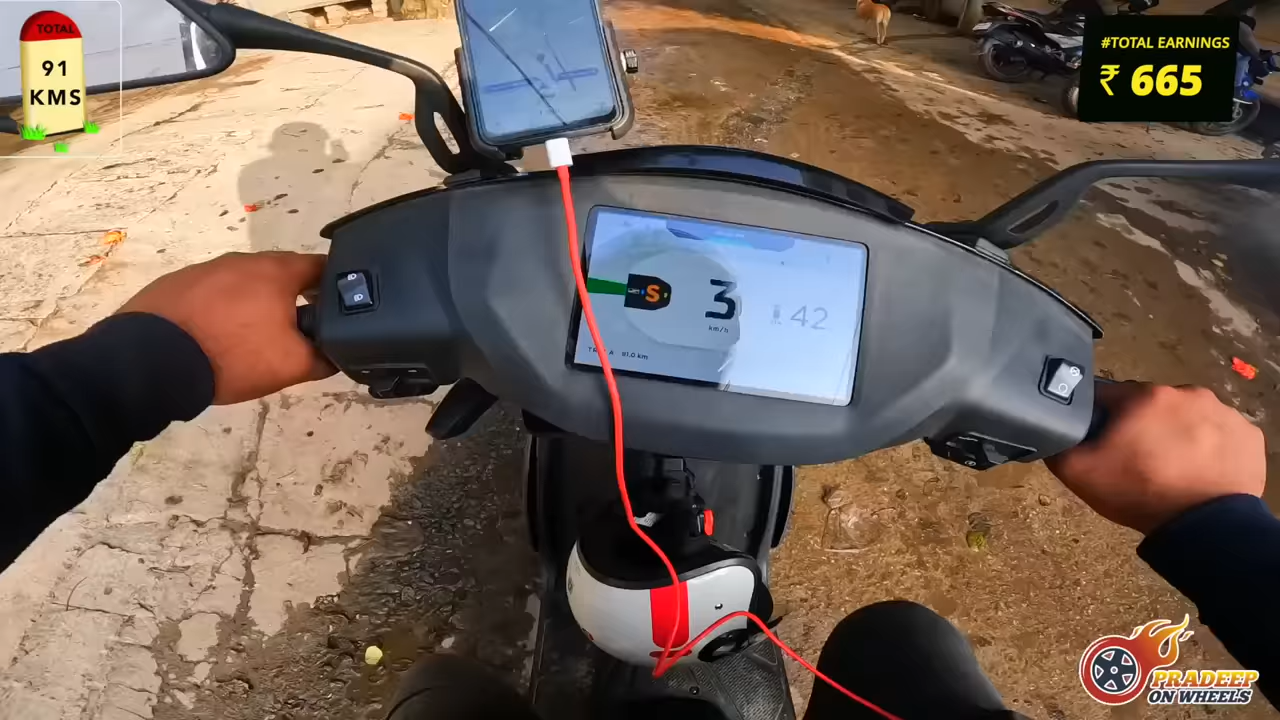 TOTAL
91
KMS
#TOTAL EARNINGS
₹ 665
S
3
km/h
42
PRADEEP
ON WHEELS